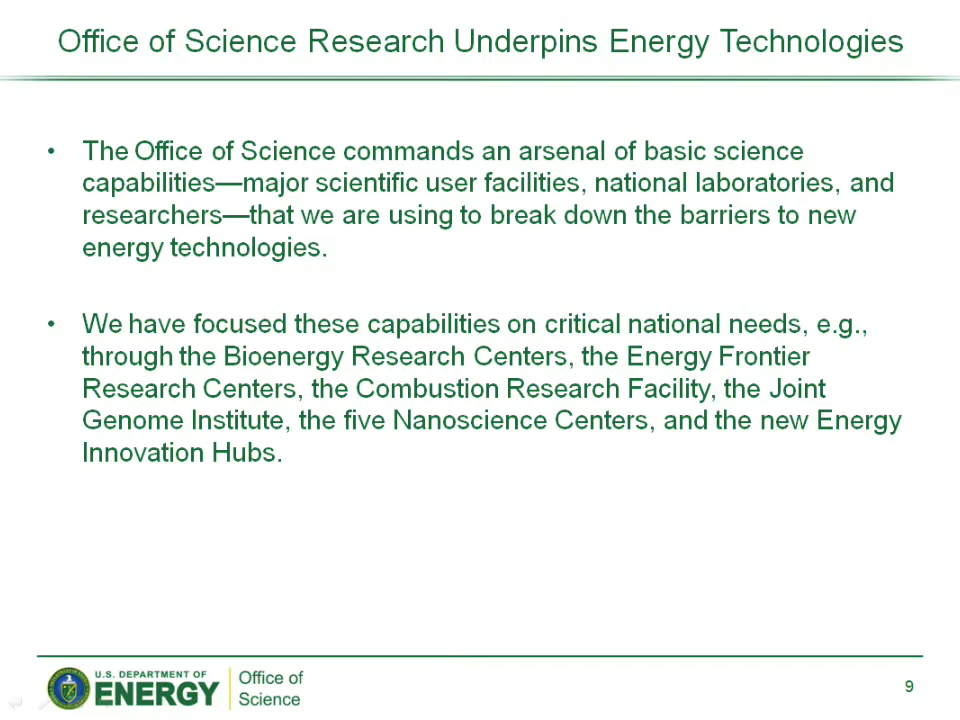 Office of Science Research Underpins Energy Technologies
• The Office of Science commands an arsenal of basic science
capabilities—major scientific user facilities, national laboratories, and
researchers—that we are using to break down the barriers to new
energy technologies.
• We have focused these capabilities on critical national needs, e.g.,
through the Bioenergy Research Centers, the Energy Frontier
Research Centers, the Combustion Research Facility, the Joint
Genome Institute, the five Nanoscience Centers, and the new Energy
Innovation Hubs.
U.S. DEPARTMENT OF
ENERGY
Office of
Science
9